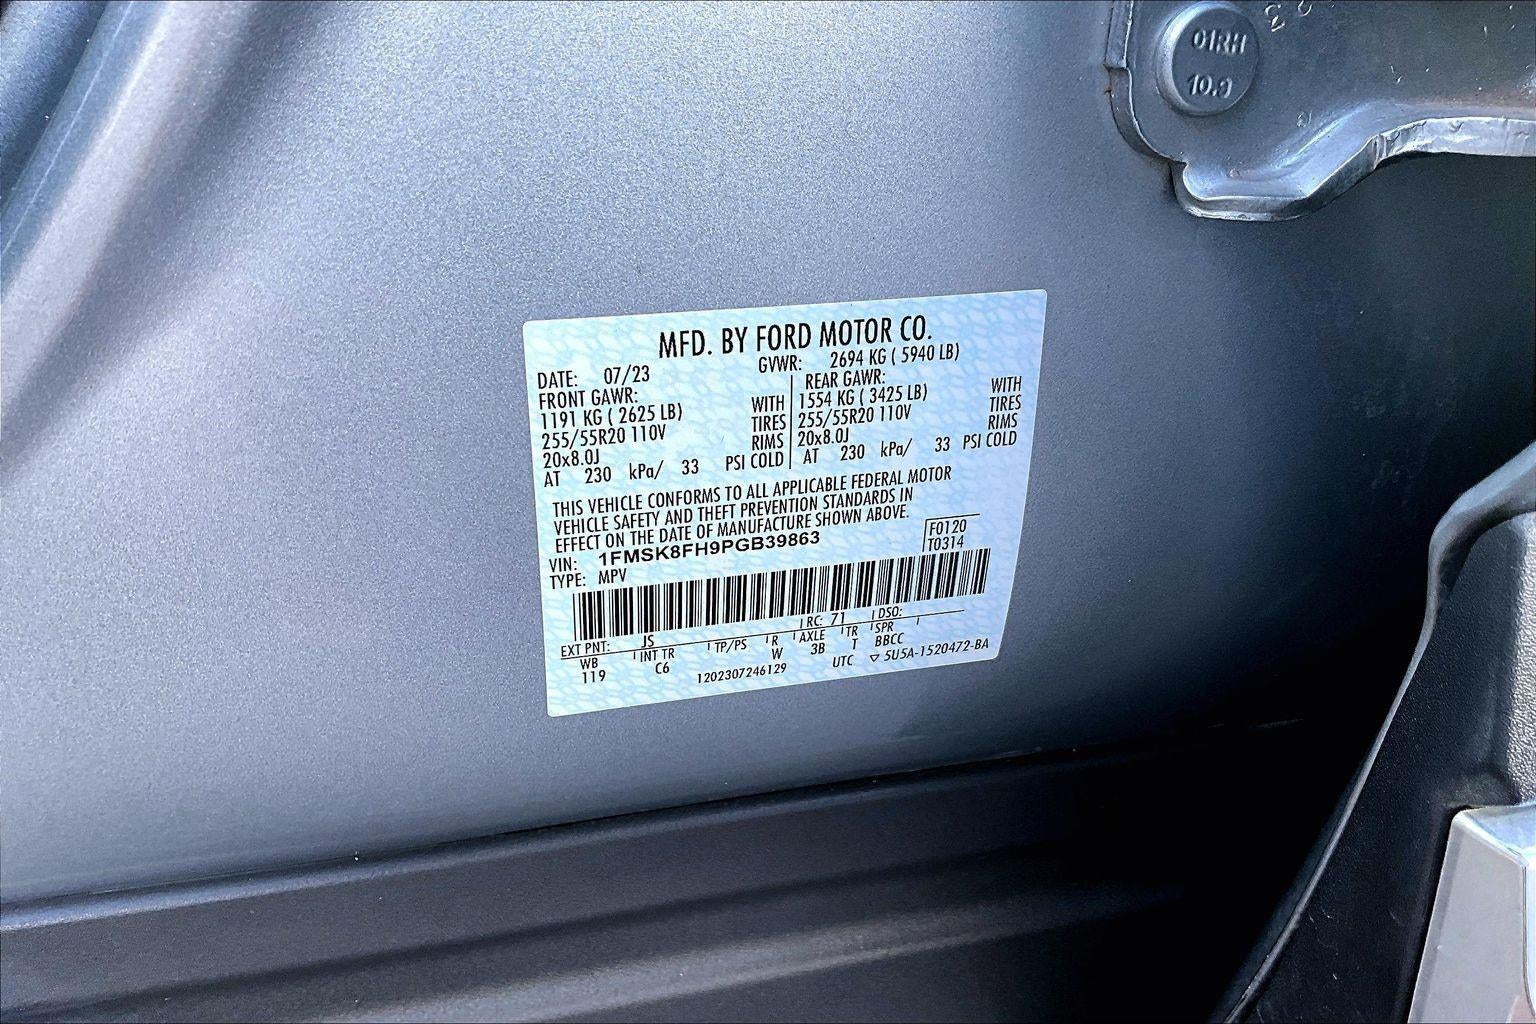 01RH
10.9
3
MFD. BY FORD MOTOR CO.
DATE: 07/23 GVWR: 2694 KG ( 5940 LB)
FRONT GAWR: REAR GAWR:
1191 KG ( 2625 LB) WITH 1554 KG ( 3425 LB) WITH
255/55R20 110V TIRES 255/55R20 110V TIRES
20x8.0J RIMS 20x8.0J RIMS
AT 230 kPa/ 33 PSI COLD AT 230 kPa/ 33 PSI COLD
THIS VEHICLE CONFORMS TO ALL APPLICABLE FEDERAL MOTOR
VEHICLE SAFETY AND THEFT PREVENTION STANDARDS IN
EFFECT ON THE DATE OF MANUFACTURE SHOWN ABOVE.
VIN: 1FMSK8FH9PGB39863 F0120
TYPE: MPV T0314
EXT PNT: JS RC: 71 DSO:
WB INT TR TP/PS R AXLE TR SPR
119 C6 W 3B T BBCC
1202307246129 UTC ▽ 5U5A-1520472-BA